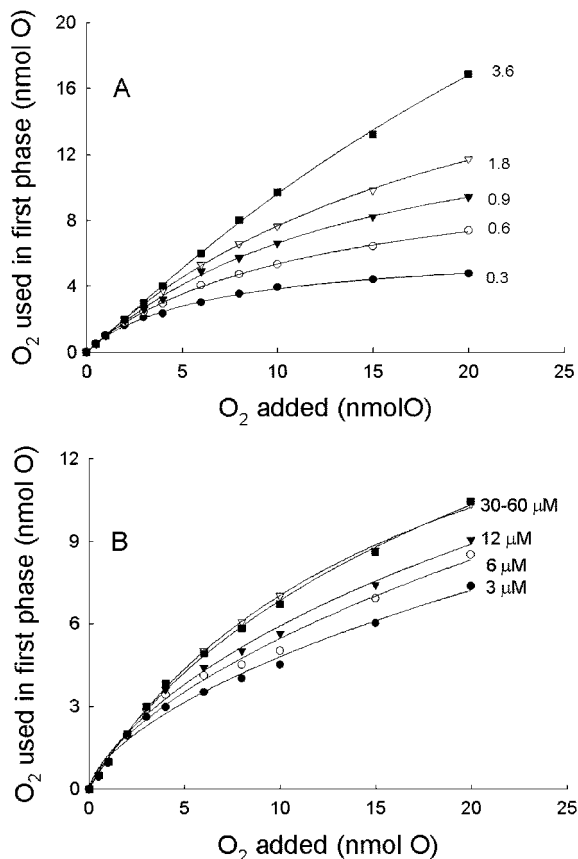 A
O₂ used in first phase (nmol O)
20
16
12
8
4
0
3.6
1.8
0.9
0.6
0.3
0 5 10 15 20 25
O₂ added (nmolO)
B
O₂ used in first phase (nmol O)
12
9
6
3
0
30-60 µM
12 µM
6 µM
3 µM
0 5 10 15 20 25
O₂ added (nmol O)